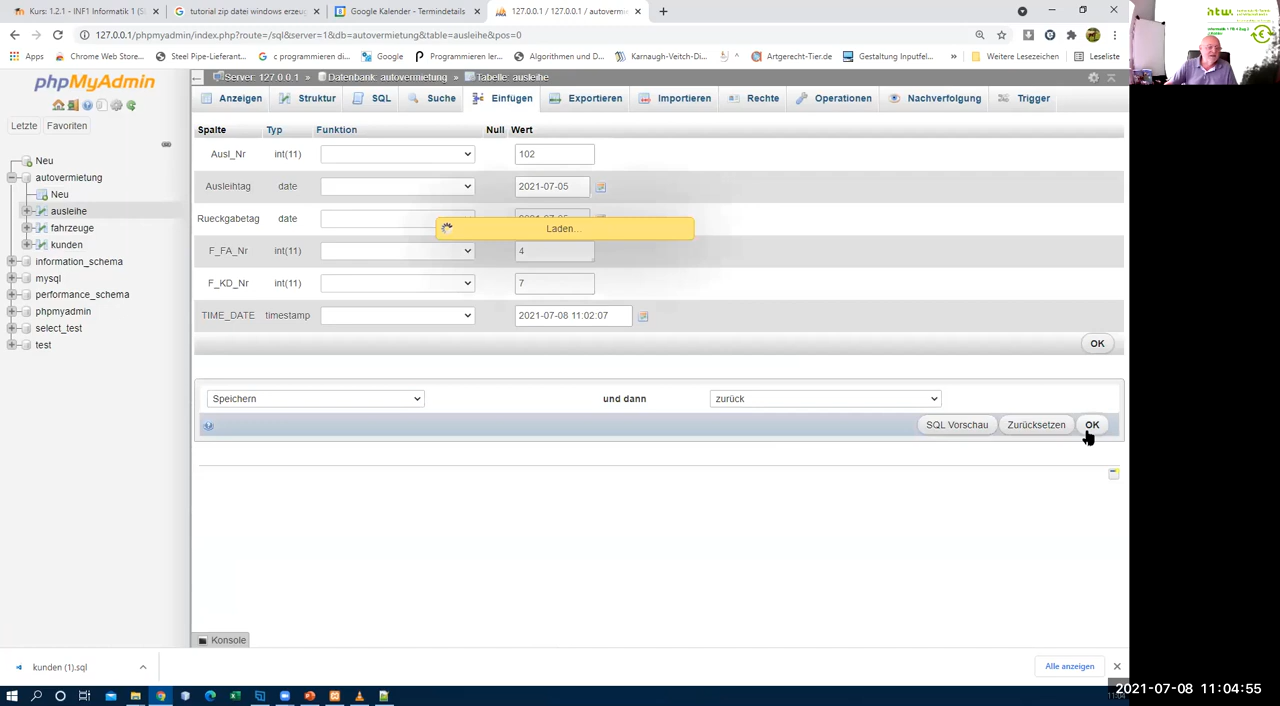 Kurs: 1.2.1 - INFI Informatik 1 (S
tutorial zip datei windows erzeug
Google Kalender - Termindetails
127.0.0.1 / 127.0.0.1 / autoverm
127.0.0.1/phpmyadmin/index.php?route=/sql&server=1&db=autovermietung&table=ausleihe&pos=0
Apps
Chrome Web Store...
Steel Pipe-Lieferant...
c programmieren di...
Google
Programmieren ler...
Algorithmen und D...
Karnaugh-Veitch-Di...
Artgerecht-Tier.de
Gestaltung Inputfel...
»
Weitere Lesezeichen
Leseliste
phpMyAdmin
Letzte
Favoriten
Neu
autovermietung
Neu
ausleihe
fahrzeuge
kunden
information_schema
mysql
performance_schema
phpmyadmin
select_test
test
Server: 127.0.0.1 » Datenbank: autovermietung » Tabelle: ausleihe
Anzeigen Struktur SQL Suche Einfügen Exportieren Importieren Rechte Operationen Nachverfolgung Trigger
Spalte Typ Funktion Null Wert
Ausl_Nr int(11) 102
Ausleihtag date 2021-07-05
Rueckgabetag date 2021-07-05
Laden...
F_FA_Nr int(11) 4
F_KD_Nr int(11) 7
TIME_DATE timestamp 2021-07-08 11:02:07
OK
Speichern und dann zurück
SQL Vorschau Zurücksetzen OK
Konsole
kunden (1).sql
Alle anzeigen
2021-07-08 11:04:55